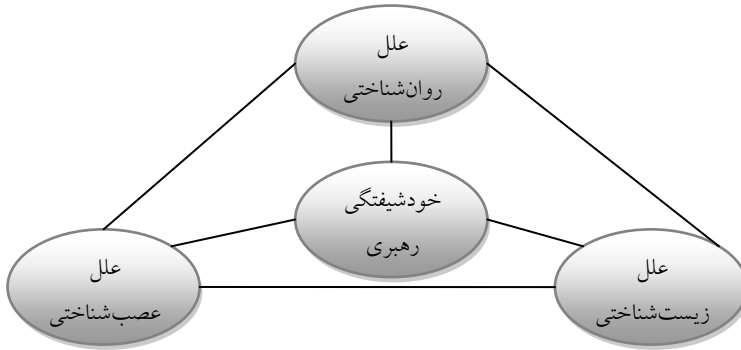 علل
روان‌شناختی
خودشیفتگی
رهبری
علل
زیست‌شناختی
علل
عصب‌شناختی